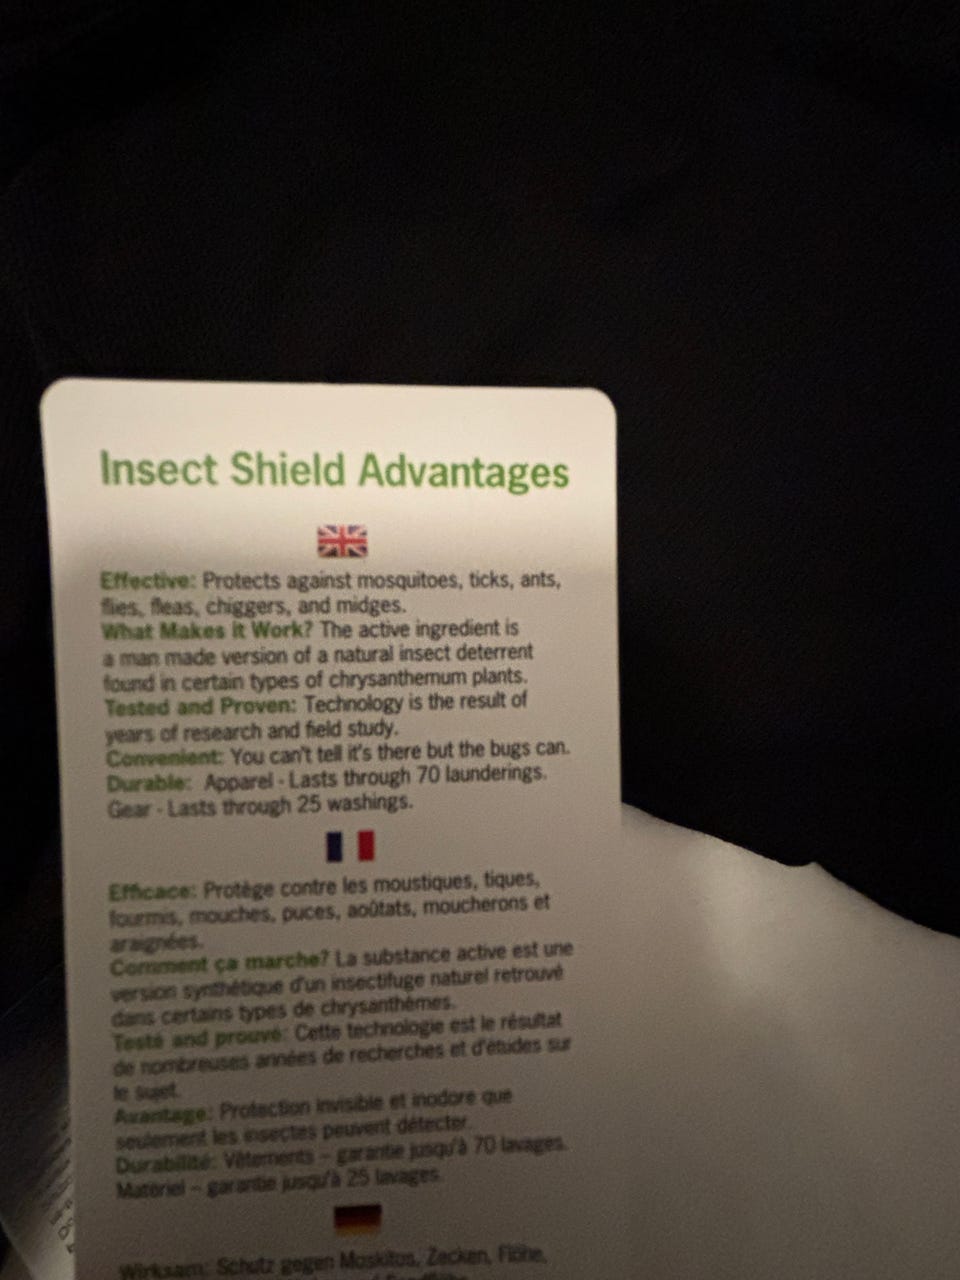 Insect Shield Advantages
Effective: Protects against mosquitoes, ticks, ants,
flies, fleas, chiggers, and midges.
What Makes it Work? The active ingredient is
a man made version of a natural insect deterrent
found in certain types of chrysanthemum plants.
Tested and Proven: Technology is the result of
years of research and field study.
Convenient: You can't tell it's there but the bugs can.
Durable: Apparel - Lasts through 70 launderings.
Gear - Lasts through 25 washings.
Efficace: Protège contre les moustiques, tiques,
fourmis, mouches, puces, aoûtats, moucherons et
araignées.
Comment ça marche? La substance active est une
version synthétique d'un insectifuge naturel retrouvé
dans certains types de chrysanthèmes.
Testé and prouvé: Cette technologie est le résultat
de nombreuses années de recherches et d'études sur
le sujet.
Avantage: Protection invisible et inodore que
seulement les insectes peuvent détecter.
Durabilité: Vêtements – garantie jusqu'à 70 lavages.
Matériel – garantie jusqu'à 25 lavages.
Wirksam: Schutz gegen Moskitos, Zecken, Flöhe,